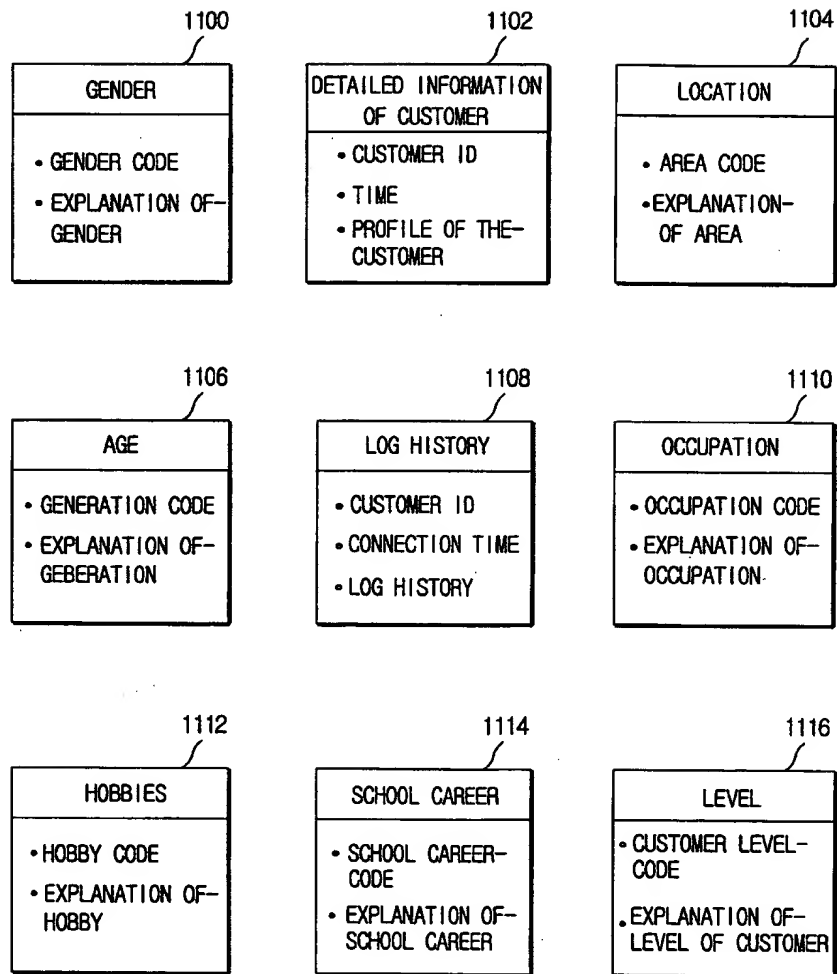 1100
GENDER
• GENDER CODE
• EXPLANATION OF-
GENDER
1102
DETAILED INFORMATION
OF CUSTOMER
• CUSTOMER ID
• TIME
• PROFILE OF THE-
CUSTOMER
1104
LOCATION
• AREA CODE
• EXPLANATION-
OF AREA
1106
AGE
• GENERATION CODE
• EXPLANATION OF-
GEBERATION
1108
LOG HISTORY
• CUSTOMER ID
• CONNECTION TIME
• LOG HISTORY
1110
OCCUPATION
• OCCUPATION CODE
• EXPLANATION OF-
OCCUPATION
1112
HOBBIES
• HOBBY CODE
• EXPLANATION OF-
HOBBY
1114
SCHOOL CAREER
• SCHOOL CAREER-
CODE
• EXPLANATION OF-
SCHOOL CAREER
1116
LEVEL
• CUSTOMER LEVEL-
CODE
• EXPLANATION OF-
LEVEL OF CUSTOMER